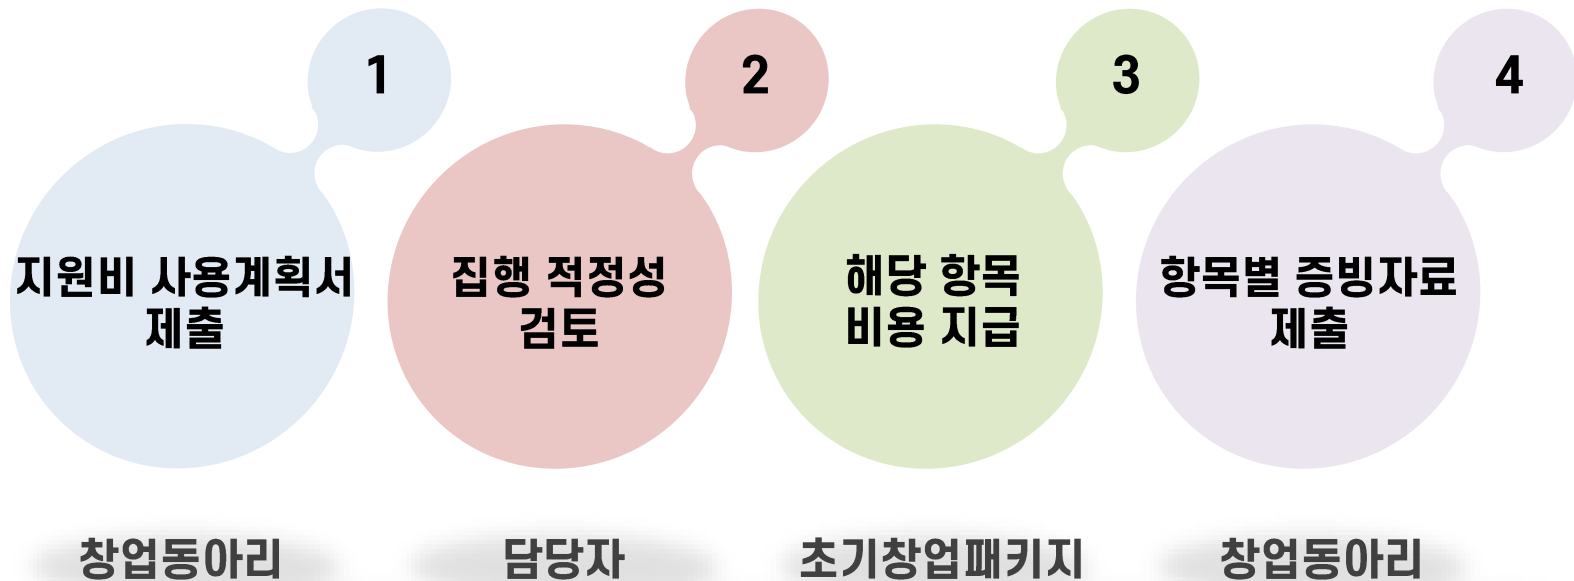 1
지원비 사용계획서
제출
창업동아리
2
집행 적정성
검토
담당자
3
해당 항목
비용 지급
초기창업패키지
4
항목별 증빙자료
제출
창업동아리